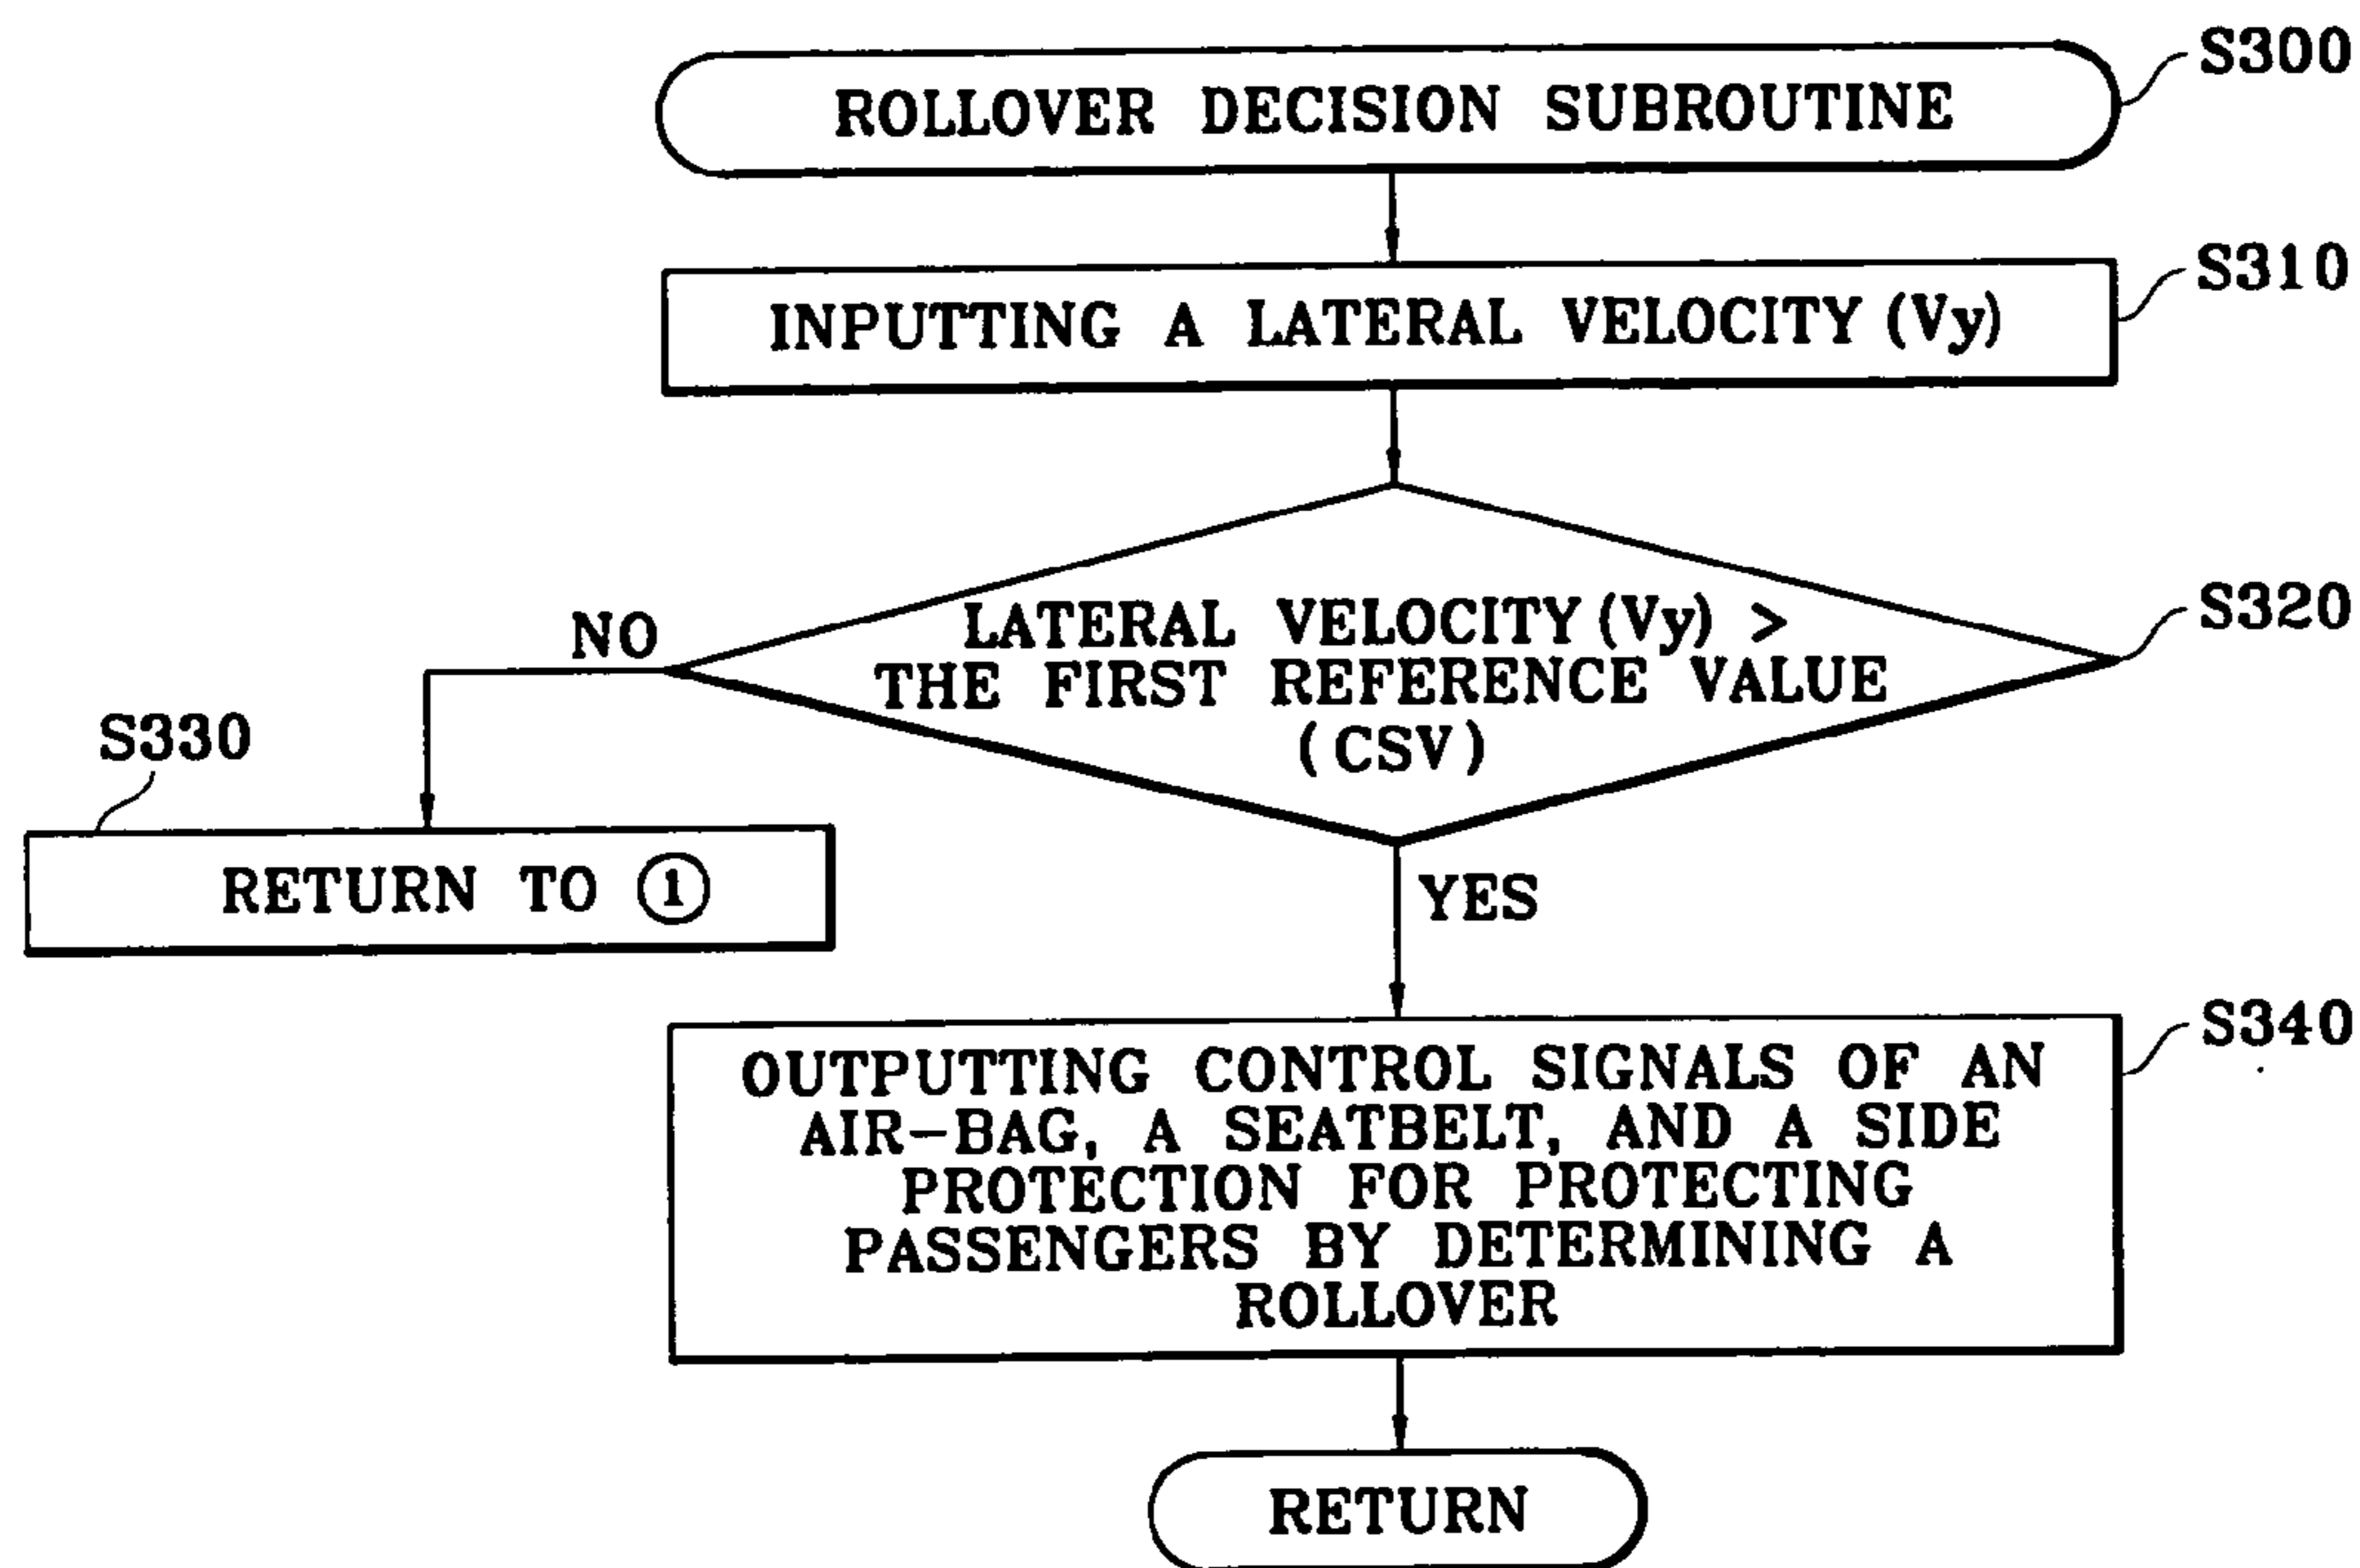 ROLLOVER DECISION SUBROUTINE
S300
INPUTTING A LATERAL VELOCITY (Vy)
S310
LATERAL VELOCITY (Vy) >
THE FIRST REFERENCE VALUE
(CSV)
S320
NO
S330
RETURN TO ①
YES
OUTPUTTING CONTROL SIGNALS OF AN
AIR-BAG, A SEATBELT, AND A SIDE
PROTECTION FOR PROTECTING
PASSENGERS BY DETERMINING A
ROLLOVER
S340
RETURN